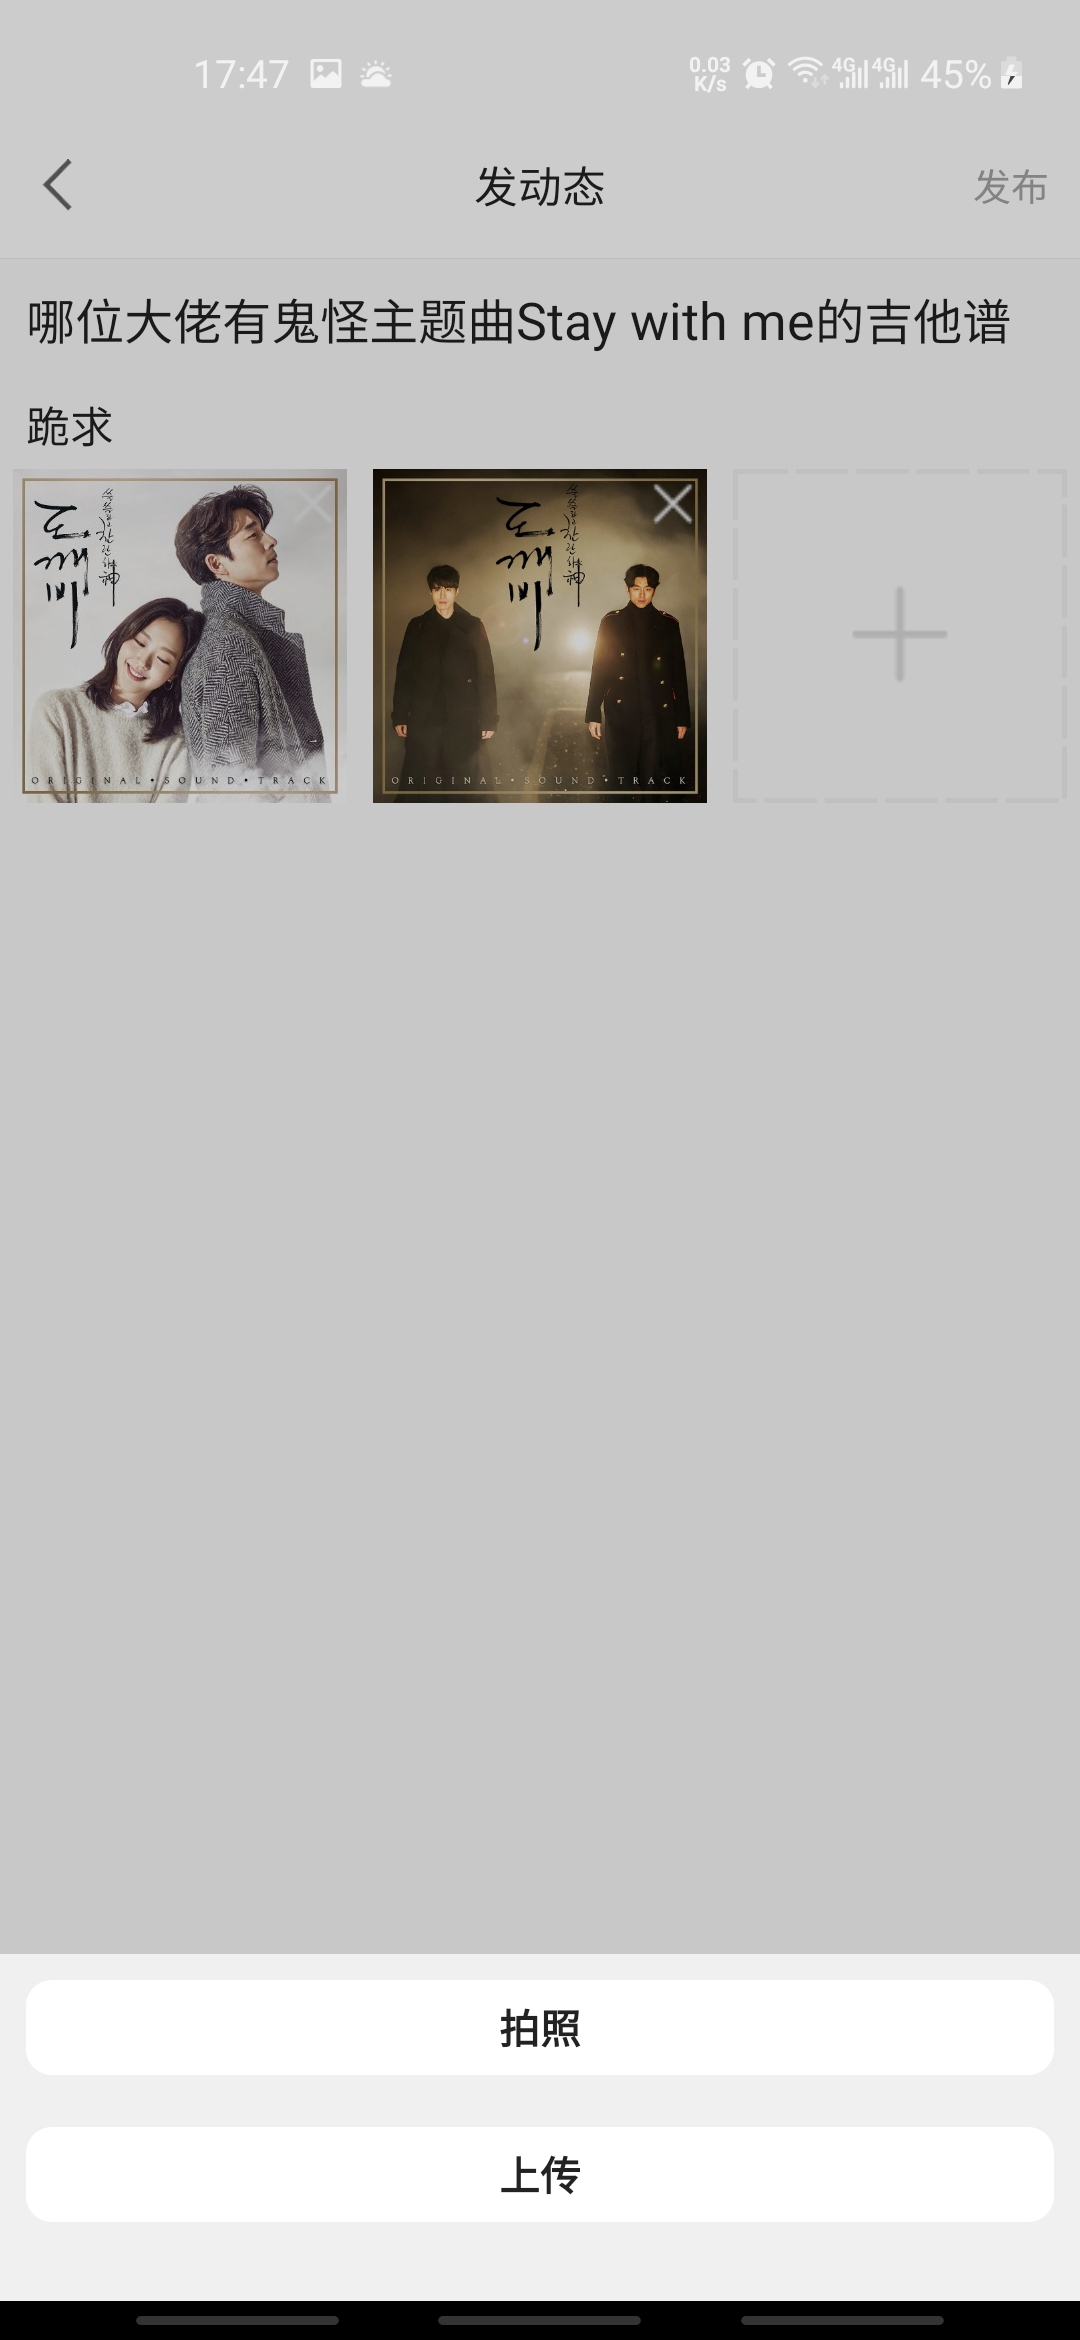 17:47
0.03
K/s
4G
4G
45%
发动态
发布
哪位大佬有鬼怪主题曲Stay with me的吉他谱
跪求
도깨비
쓸쓸하고 찬란하神
ORIGINAL•SOUND•TRACK
도깨비
쓸쓸하고 찬란하神
ORIGINAL•SOUND•TRACK
拍照
上传